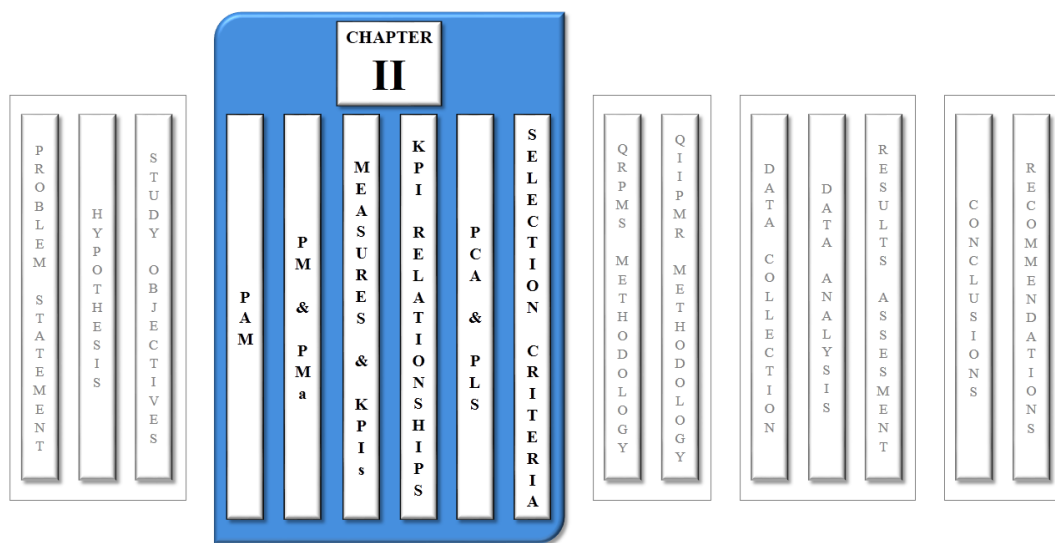 CHAPTER
II
PROBLEM STATEMENT
HYPOTHESIS
STUDY OBJECTIVES
PAM
PM & PMa
MEASURES & KPIs
KPI RELATIONSHIPS
PCA & PLS
SELECTION CRITERIA
QRPMS METHODOLOGY
QIIPMR METHODOLOGY
DATA COLLECTION
DATA ANALYSIS
RESULTS ASSESMENT
CONCLUSIONS
RECOMMENDATIONS